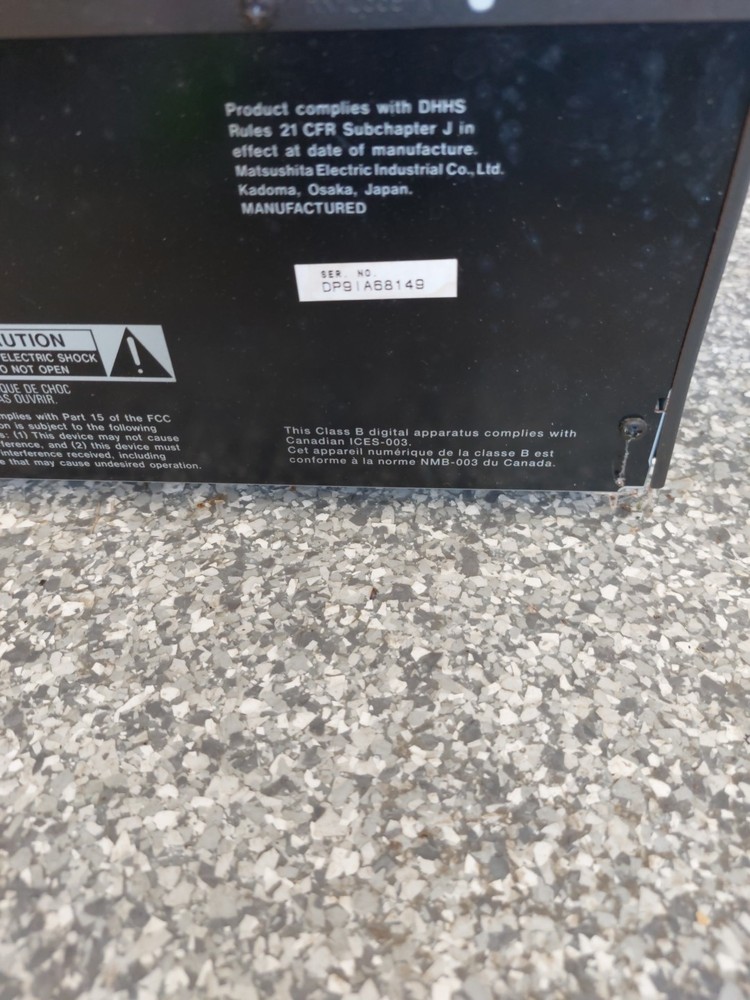 Product complies with DHHS
Rules 21 CFR Subchapter J in
effect at date of manufacture.
Matsushita Electric Industrial Co., Ltd.
Kadoma, Osaka, Japan.
MANUFACTURED
SER. NO.
DP9IA68149
AUTION
ELECTRIC SHOCK
O NOT OPEN
QUE DE CHOC
AS OUVRIR.
mplies with Part 15 of the FCC
on is subject to the following
s: (1) This device may not cause
ference, and (2) this device must
interference received, including
e that may cause undesired operation.
This Class B digital apparatus complies with
Canadian ICES-003.
Cet appareil numérique de la classe B est
conforme à la norme NMB-003 du Canada.